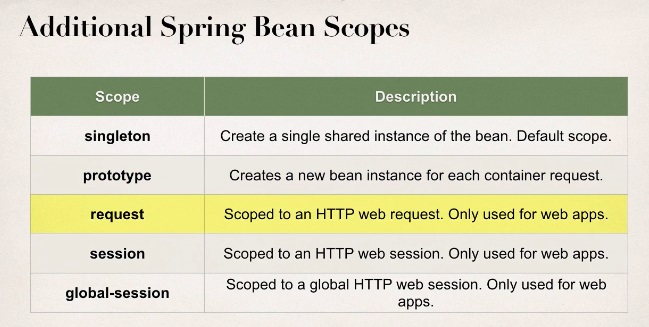 Additional Spring Bean Scopes
Scope Description
singleton Create a single shared instance of the bean. Default scope.
prototype Creates a new bean instance for each container request.
request Scoped to an HTTP web request. Only used for web apps.
session Scoped to an HTTP web session. Only used for web apps.
global-session Scoped to a global HTTP web session. Only used for web
apps.